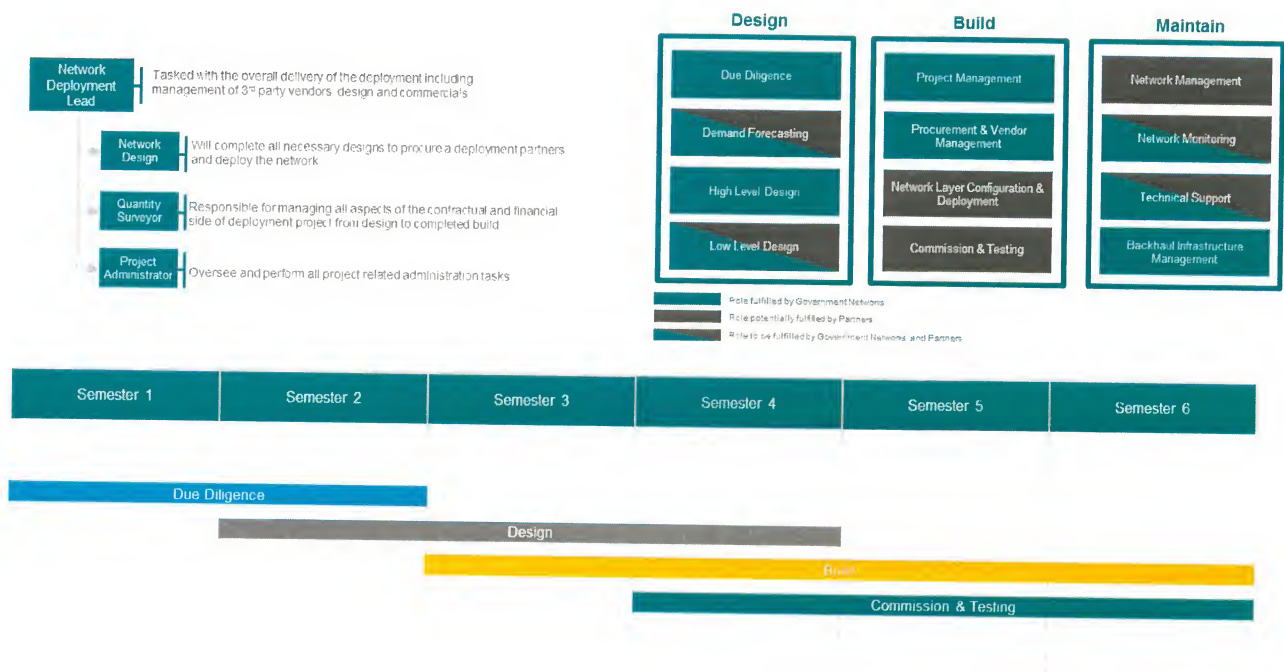 Network
Deployment
Lead
Tasked with the overall delivery of the deployment including
management of 3rd party vendors design and commercials
Network
Design
Will complete all necessary designs to procure a deployment partners
and deploy the network
Quantity
Surveyor
Responsible for managing all aspects of the contractual and financial
side of deployment project from design to completed build
Project
Administrator
Oversee and perform all project related administration tasks
Design
Due Diligence
Demand Forecasting
High Level Design
Low Level Design
Build
Project Management
Procurement & Vendor
Management
Network Layer Configuration &
Deployment
Commission & Testing
Maintain
Network Management
Network Monitoring
Technical Support
Backhaul Infrastructure
Management
Role fulfilled by Government Networks
Role potentially fulfilled by Partners
Role to be fulfilled by Government Networks and Partners
Semester 1
Semester 2
Semester 3
Semester 4
Semester 5
Semester 6
Due Diligence
Design
Build
Commission & Testing